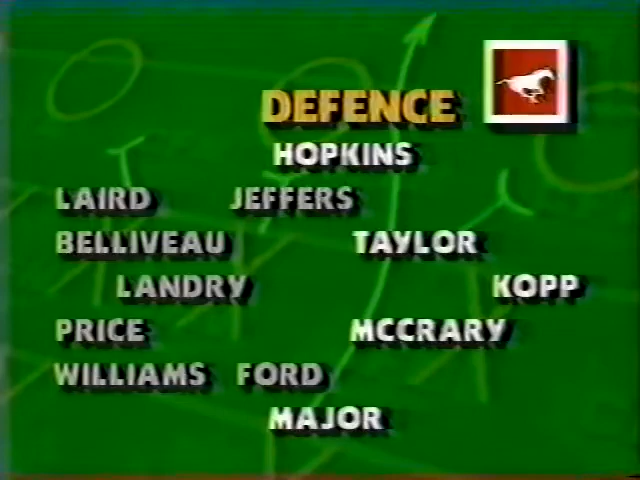 DEFENCE
HOPKINS
LAIRD JEFFERS
BELLIVEAU TAYLOR
LANDRY KOPP
PRICE MCCRARY
WILLIAMS FORD
MAJOR